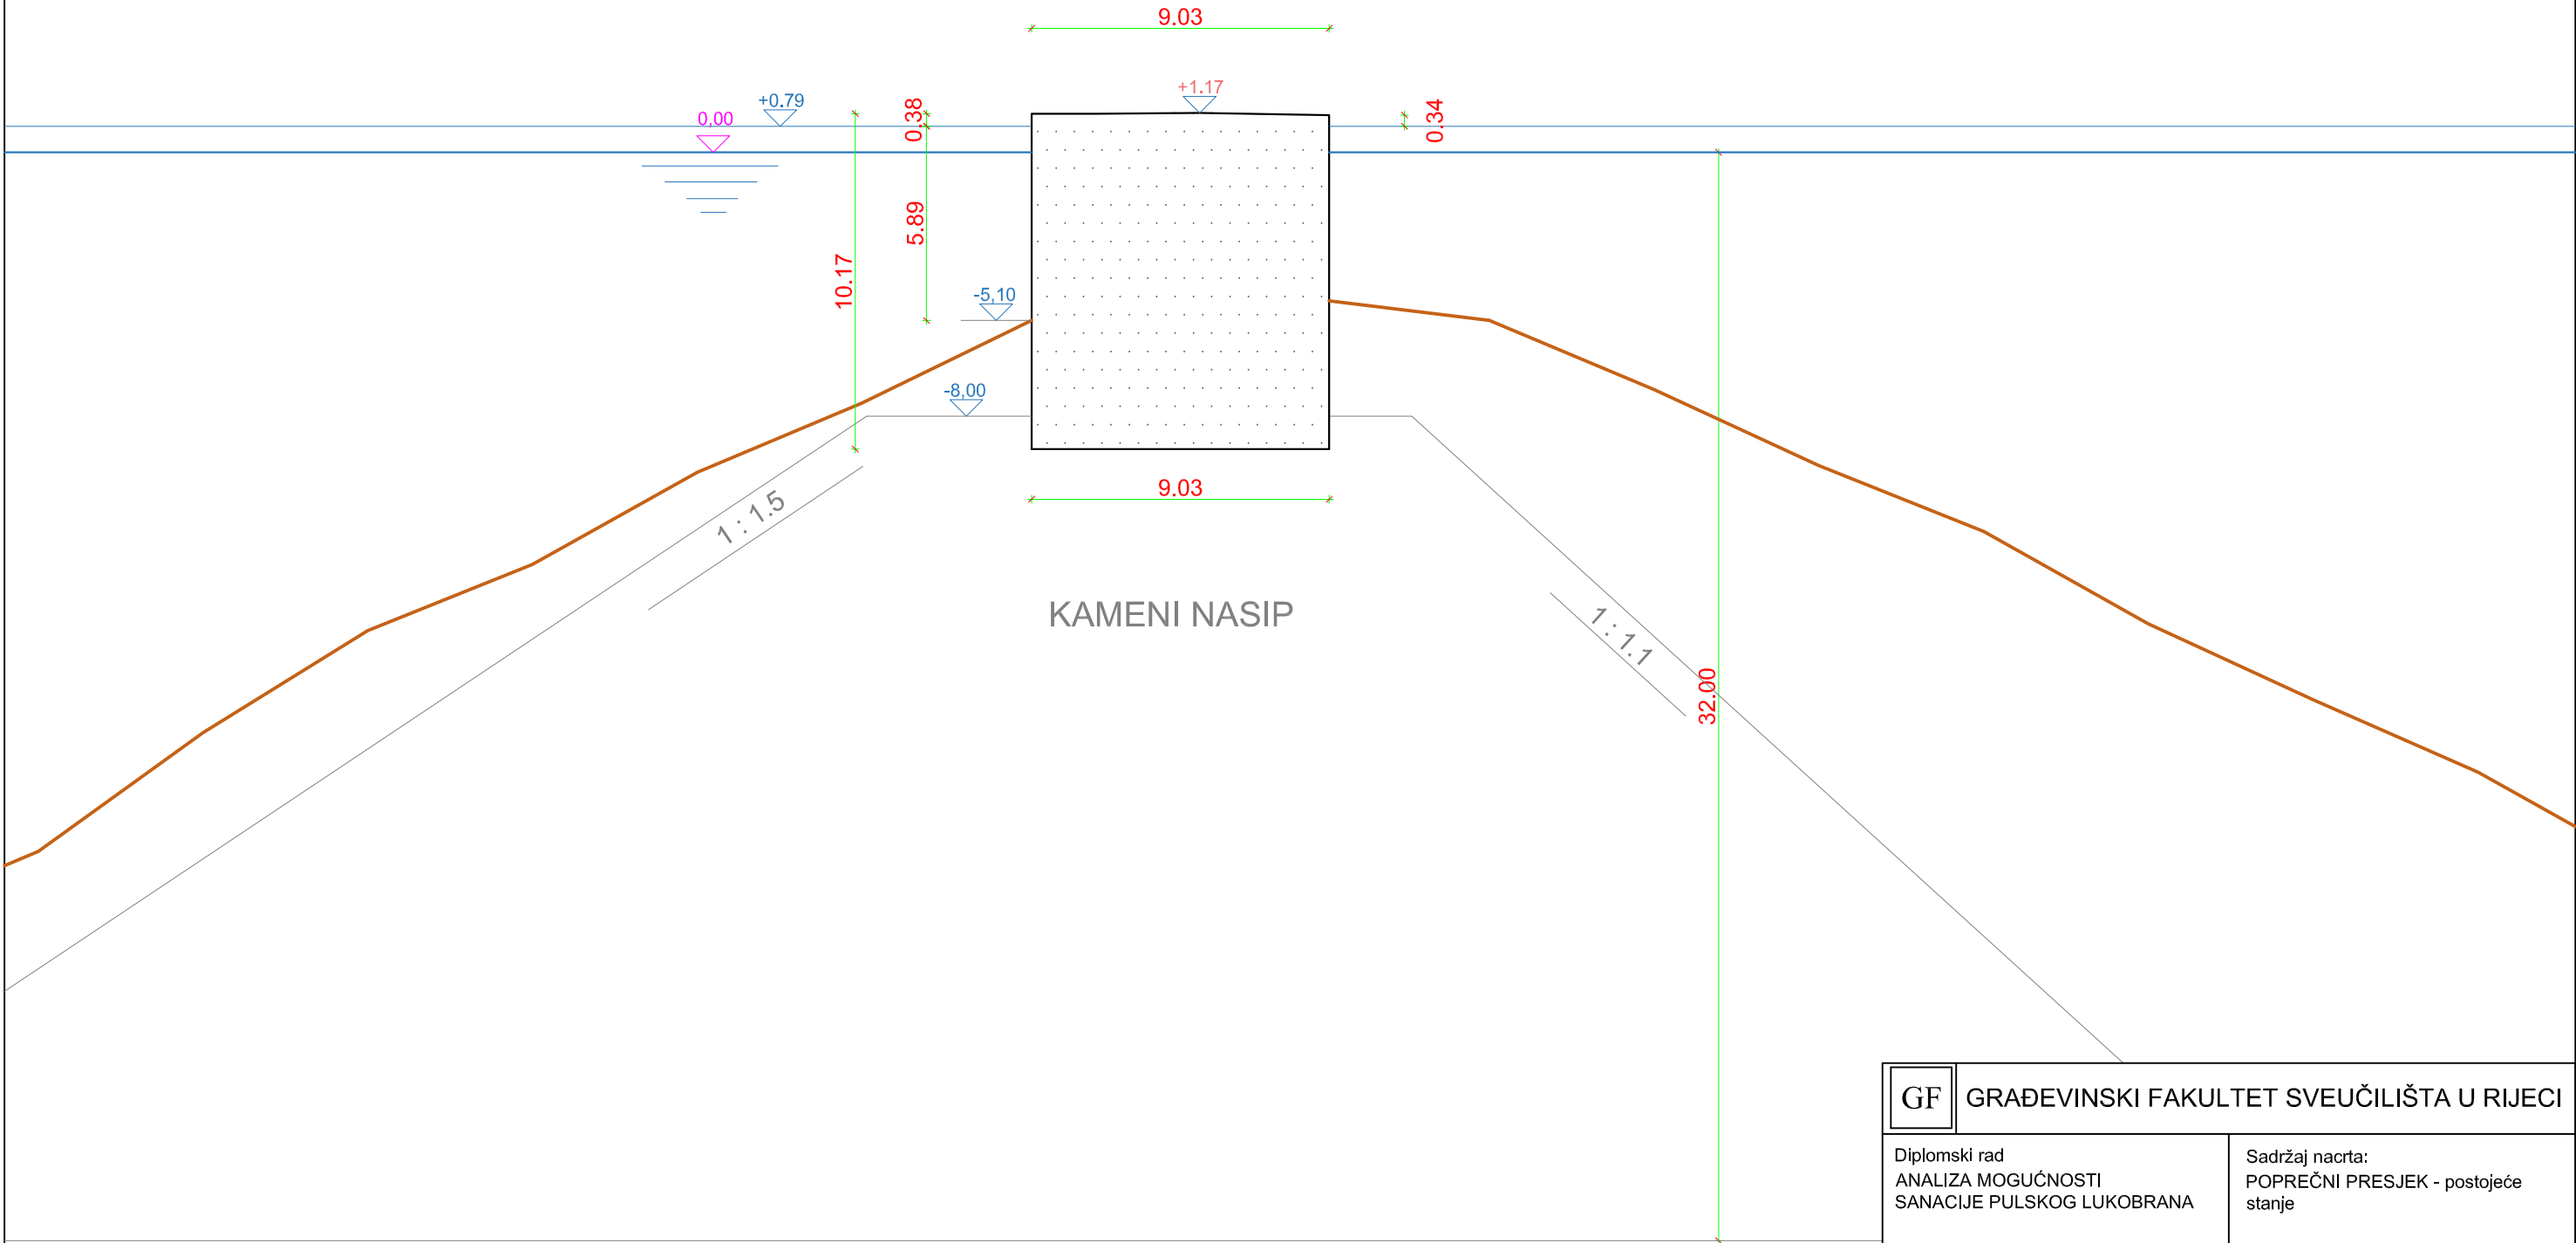 9.03
+1.17
+0.79
0,00
0.38
0.34
5.89
10.17
-5,10
-8,00
9.03
1 : 1.5
KAMENI NASIP
1 : 1.1
32.00
GF
GRAĐEVINSKI FAKULTET SVEUČILIŠTA U RIJECI
Diplomski rad
ANALIZA MOGUĆNOSTI
SANACIJE PULSKOG LUKOBRANA
Sadržaj nacrta:
POPREČNI PRESJEK - postojeće
stanje